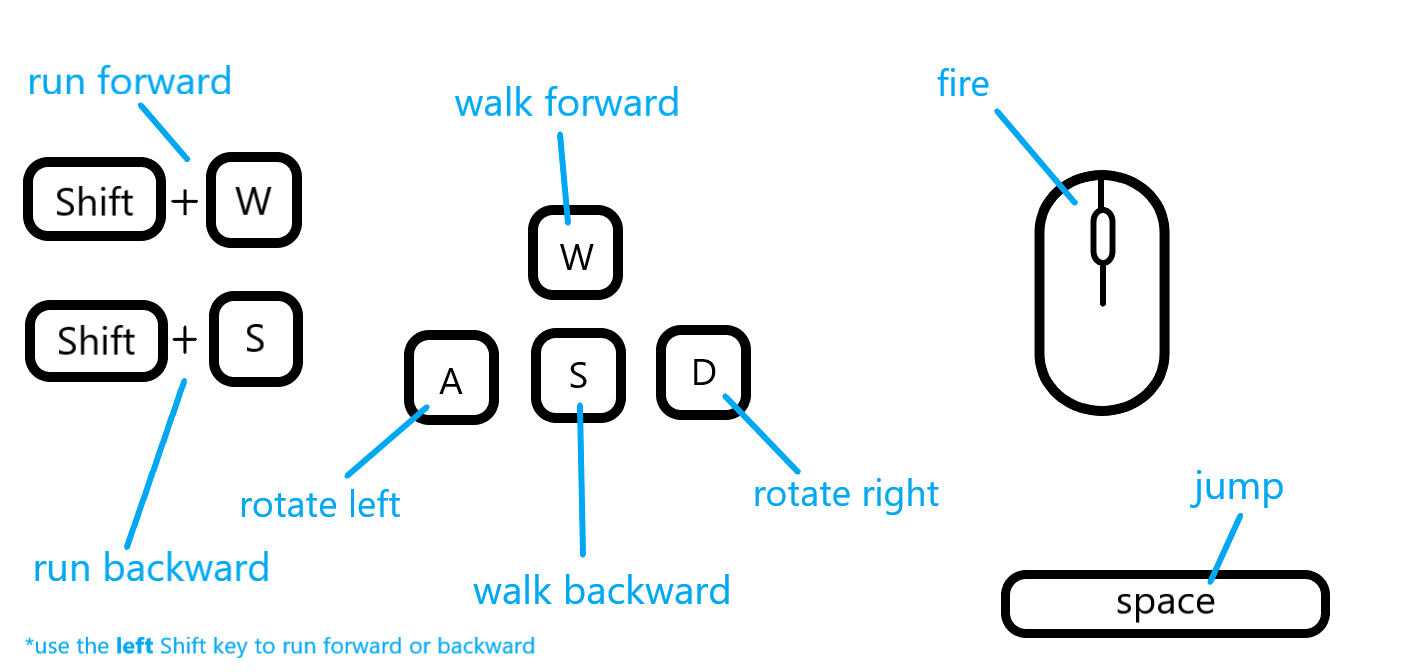 run forward
Shift + W
Shift + S
run backward
walk forward
W
A
S
D
rotate left
walk backward
rotate right
fire
jump
space
*use the left Shift key to run forward or backward